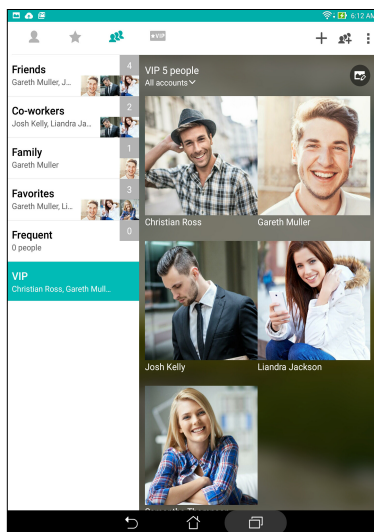 6:12 AM
VIP
Friends
4
Gareth Muller, J...
Co-workers
2
Josh Kelly, Liandra Ja...
Family
1
Gareth Muller
Favorites
3
Gareth Muller, Li...
Frequent
0
0 people
VIP
Christian Ross, Gareth Mull...
VIP 5 people
All accounts
Christian Ross
Gareth Muller
Josh Kelly
Liandra Jackson